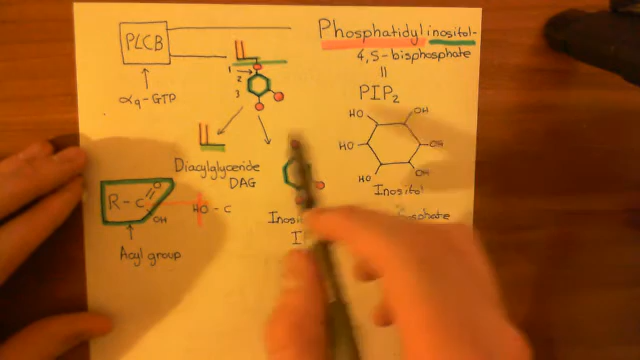 PLCB
αq-GTP
Phosphatidylinositol-
4,5-bisphosphate
=
PIP2
1
2
3
HO
OH
HO
OH
HO
OH
Inositol
Diacylglyceride
DAG
R-C
O
OH
HO-C
Acyl group